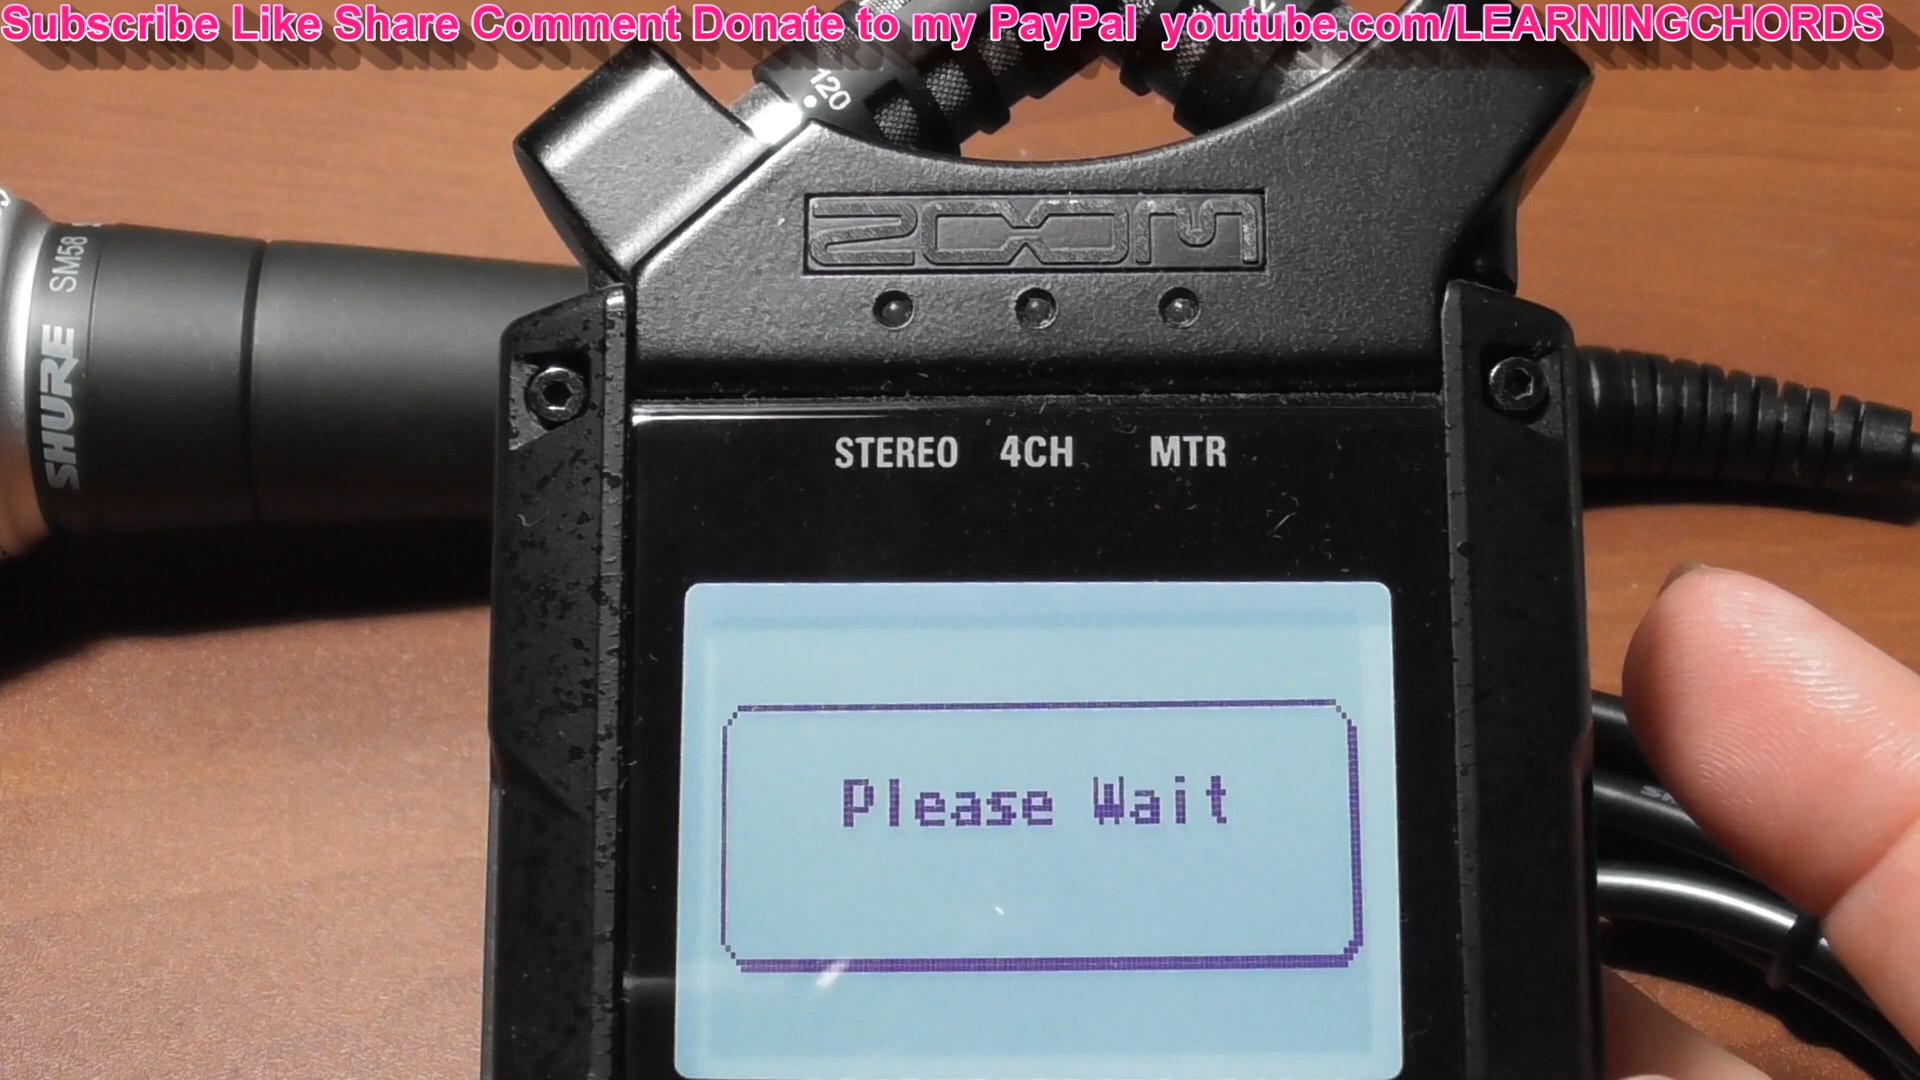 Subscribe Like Share Comment Donate to my PayPal youtube.com/LEARNINGCHORDS
120
ZOOM
SHURE SM58
STEREO 4CH MTR
Please Wait